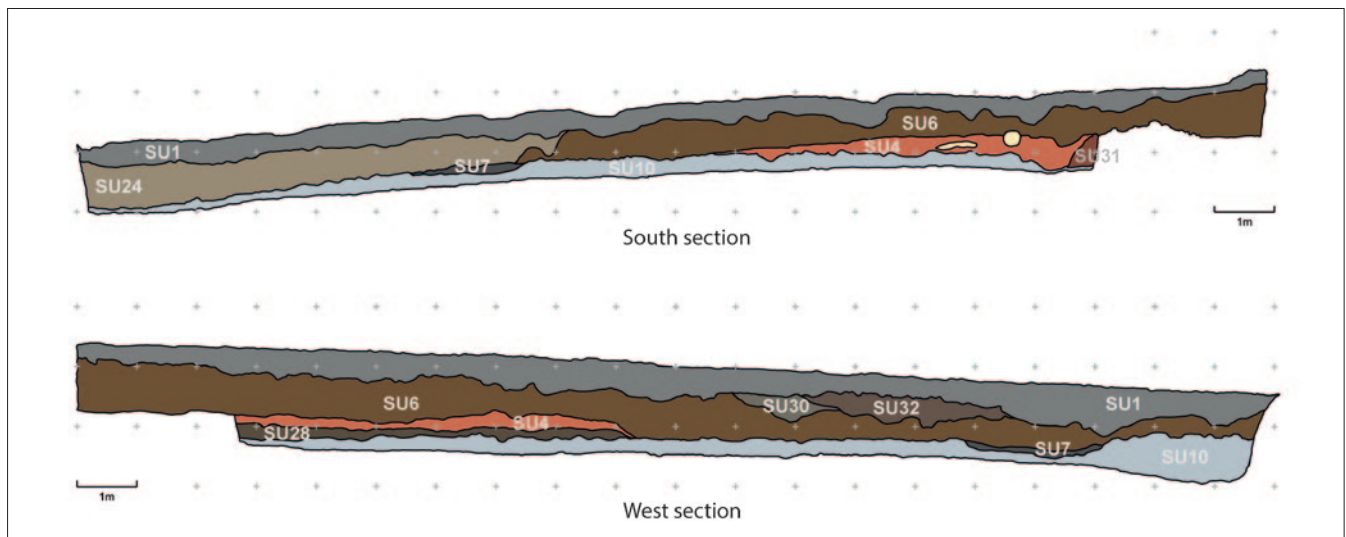 SU1
SU6
SU4
SU31
SU7
SU10
SU24
1m
South section
SU6
SU4
SU28
SU30
SU32
SU1
SU7
SU10
1m
West section